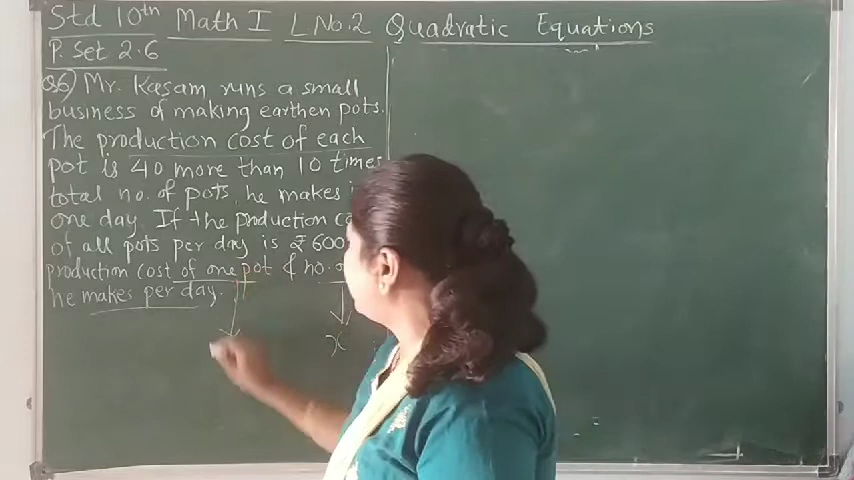 Std 10th Math I L No.2 Quadratic Equations
P. Set 2.6
Q6) Mr. Kasam runs a small
business of making earthen pots.
The production cost of each
pot is 40 more than 10 times
total no. of pots, he makes
one day. If the production
of all pots per day is ₹ 600
production cost of one pot & no.
he makes per day.
x